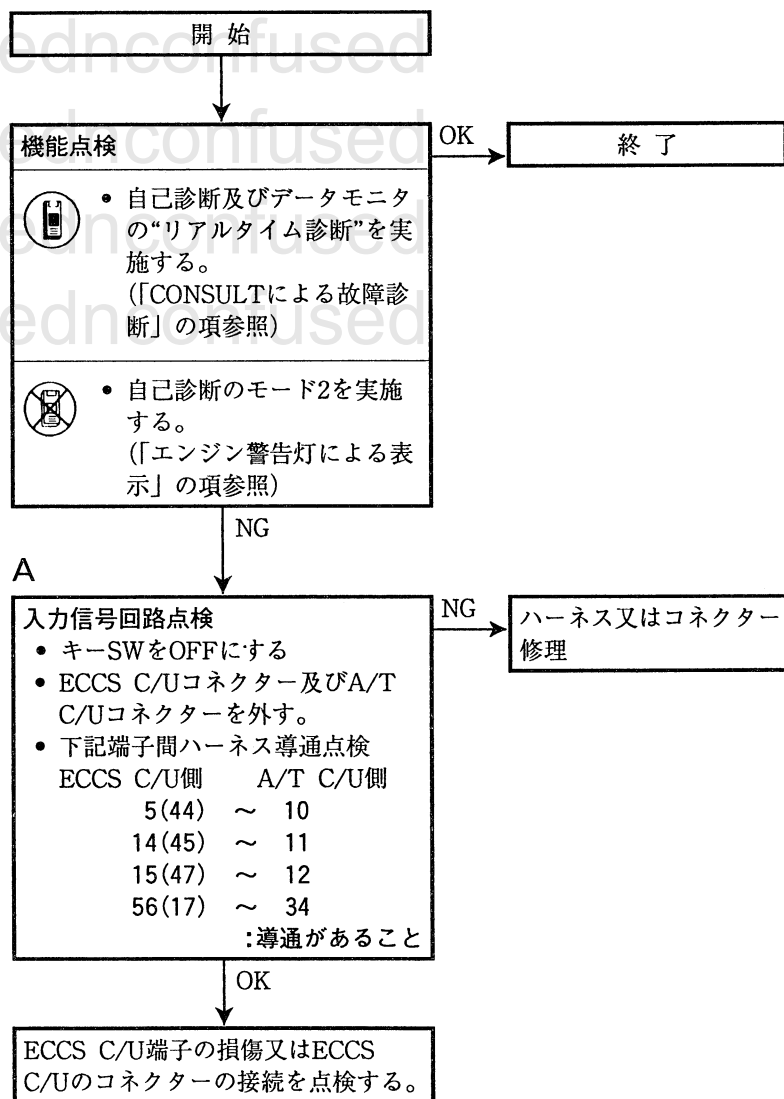 開 始
機能点検
OK
終 了
• 自己診断及びデータモニタ
の“リアルタイム診断”を実
施する。
(「CONSULTによる故障診
断」の項参照)
• 自己診断のモード2を実施
する。
(「エンジン警告灯による表
示」の項参照)
NG
A
入力信号回路点検
• キーSWをOFFにする
• ECCS C/Uコネクター及びA/T
C/Uコネクターを外す。
• 下記端子間ハーネス導通点検
ECCS C/U側 A/T C/U側
5(44) ～ 10
14(45) ～ 11
15(47) ～ 12
56(17) ～ 34
:導通があること
NG
ハーネス又はコネクター
修理
OK
ECCS C/U端子の損傷又はECCS
C/Uのコネクターの接続を点検する。
ednconfused
ednconfused
ednconfused
ednconfused